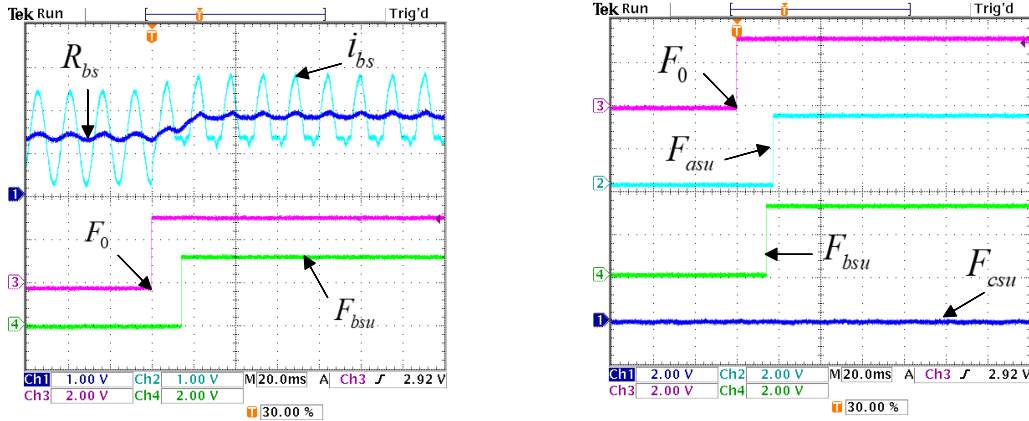 Tek Run Trig'd
T
T
R_bs i_bs
1
F_0
3
F_bsu
4
Ch1 1.00 V Ch2 1.00 V M 20.0ms A Ch3 2.92 V
Ch3 2.00 V Ch4 2.00 V
T 30.00 %
Tek Run Trig'd
T
T
F_0
3
F_asu
2
F_bsu
4
F_csu
1
Ch1 2.00 V Ch2 2.00 V M 20.0ms A Ch3 2.92 V
Ch3 2.00 V Ch4 2.00 V
T 30.00 %